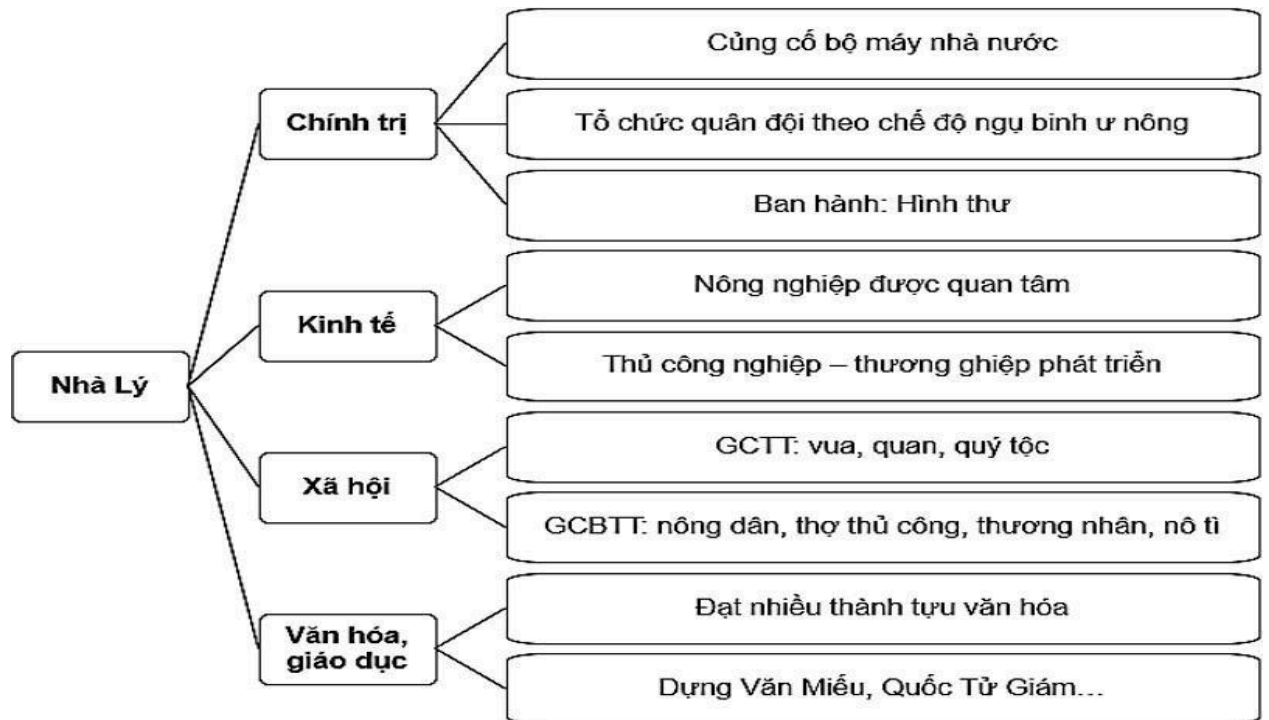 Nhà Lý
Chính trị
Củng cố bộ máy nhà nước
Tổ chức quân đội theo chế độ ngụ binh ư nông
Ban hành: Hình thư
Kinh tế
Nông nghiệp được quan tâm
Thủ công nghiệp – thương ghiệp phát triển
Xã hội
GCTT: vua, quan, quý tộc
GCBTT: nông dân, thợ thủ công, thương nhân, nô tì
Văn hóa,
giáo dục
Đạt nhiều thành tựu văn hóa
Dựng Văn Miếu, Quốc Tử Giám...